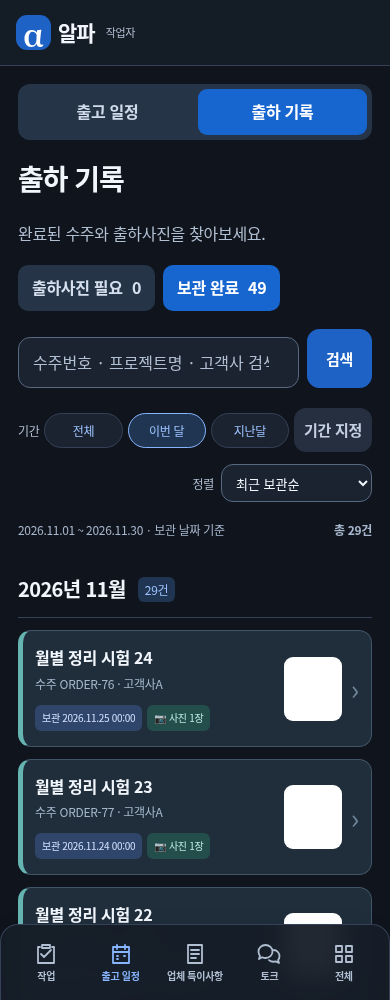 α 알파 작업자
출고 일정 출하 기록
출하 기록
완료된 수주와 출하사진을 찾아보세요.
출하사진 필요 0 보관 완료 49
수주번호 · 프로젝트명 · 고객사 검색 검색
기간 전체 이번 달 지난달 기간 지정
정렬 최근 보관순
2026.11.01 ~ 2026.11.30 · 보관 날짜 기준 총 29건
2026년 11월 29건
월별 정리 시험 24
수주 ORDER-76 · 고객사A
보관 2026.11.25 00:00 📷 사진 1장
월별 정리 시험 23
수주 ORDER-77 · 고객사A
보관 2026.11.24 00:00 📷 사진 1장
월별 정리 시험 22
작업 출고 일정 업체 특이사항 토크 전체